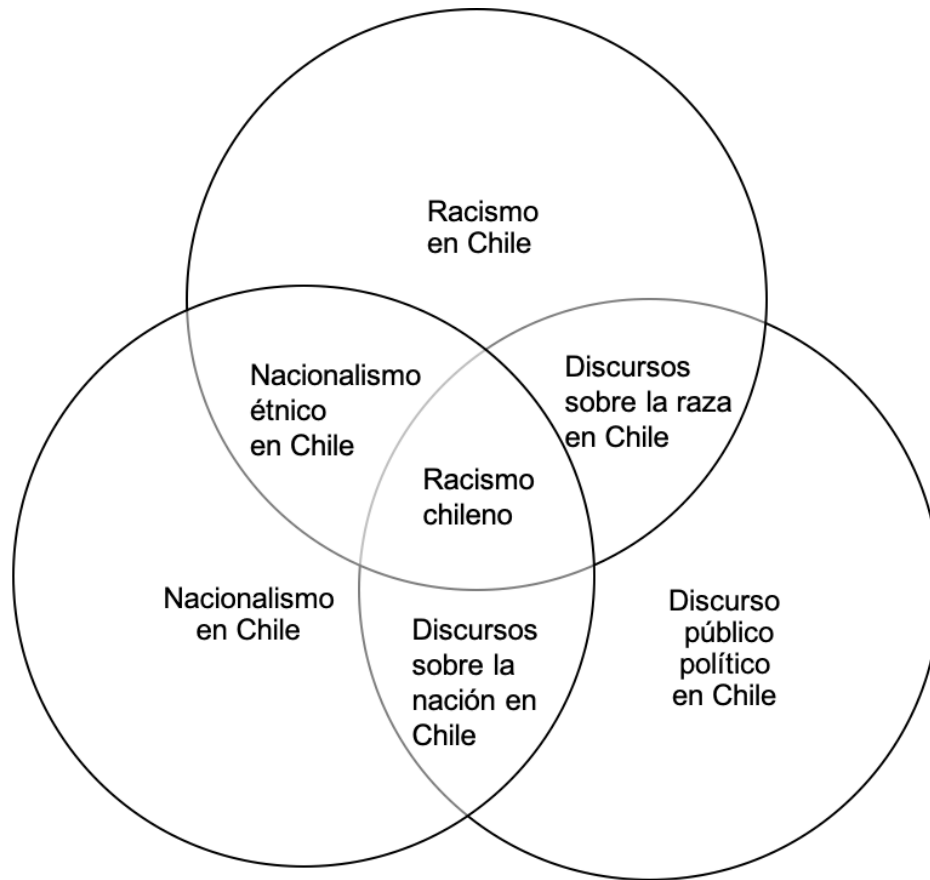 Racismo
en Chile
Nacionalismo
étnico
en Chile
Discursos
sobre la raza
en Chile
Racismo
chileno
Nacionalismo
en Chile
Discursos
sobre la
nación en
Chile
Discurso
público
político
en Chile